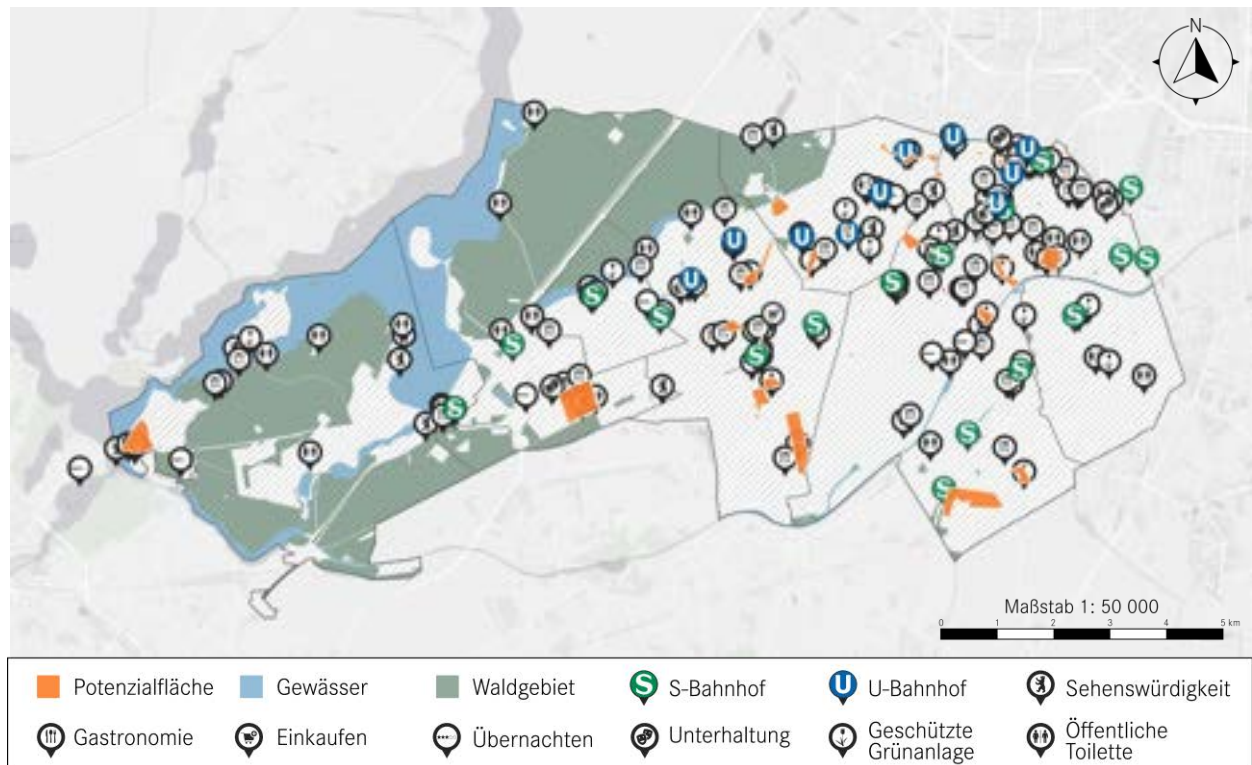 N
Maßstab 1: 50 000
0 1 2 3 4 5 km
Potenzialfläche Gewässer Waldgebiet S S-Bahnhof U U-Bahnhof Sehenswürdigkeit
Gastronomie Einkaufen Übernachten Unterhaltung Geschützte Grünanlage Öffentliche Toilette